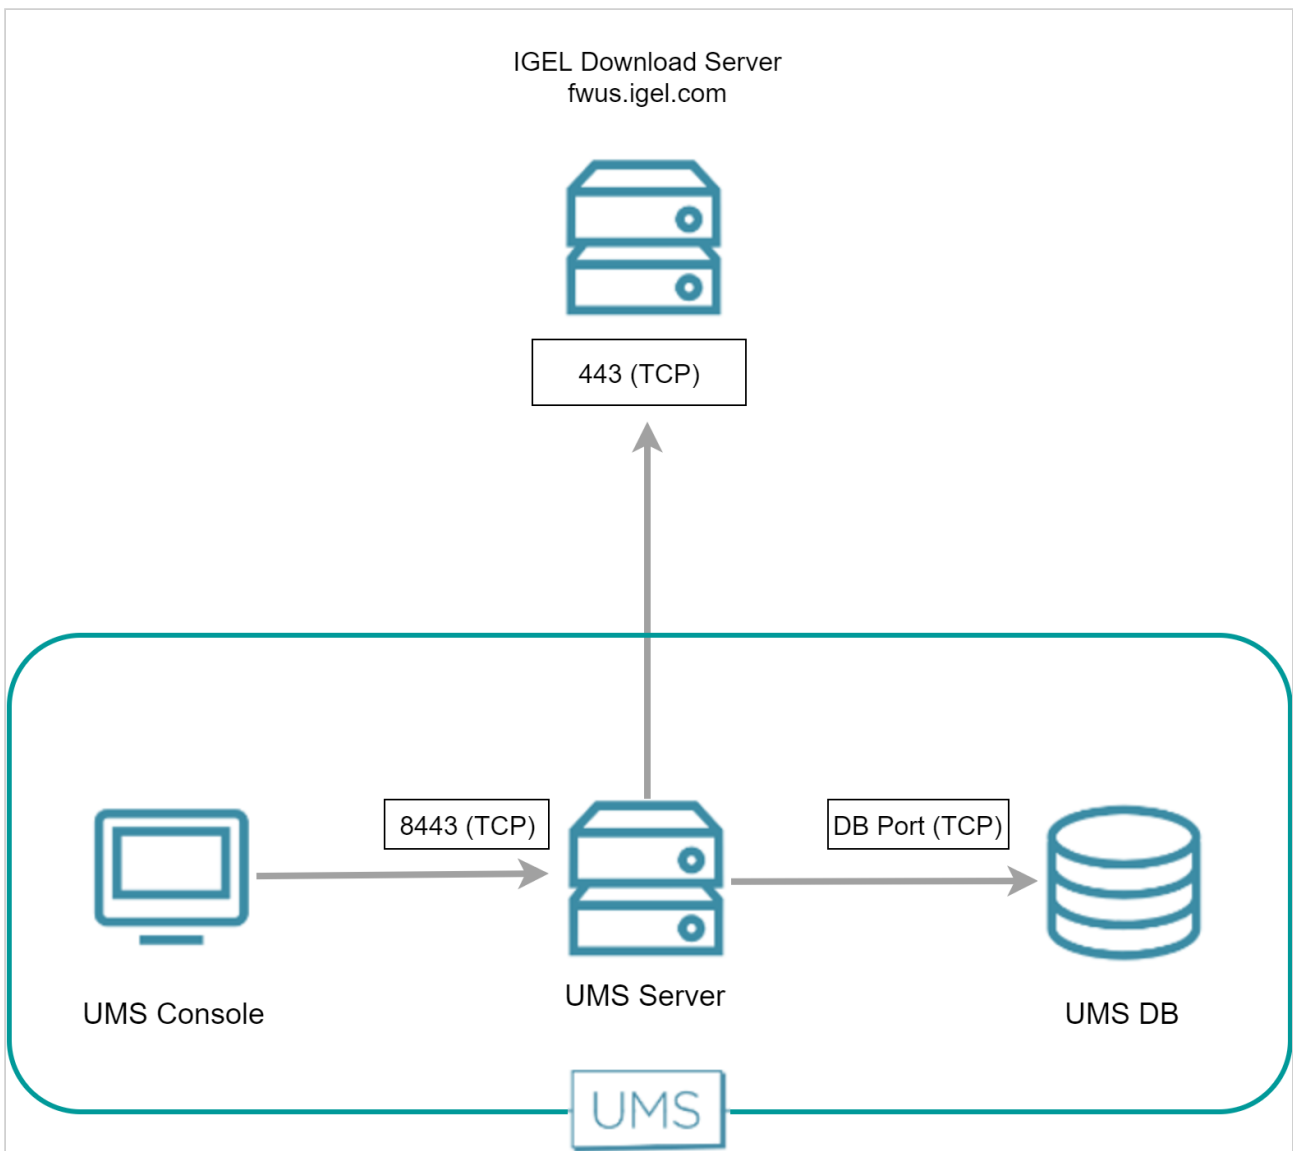 IGEL Download Server
fwus.igel.com
443 (TCP)
8443 (TCP)
DB Port (TCP)
UMS Console
UMS Server
UMS DB
UMS